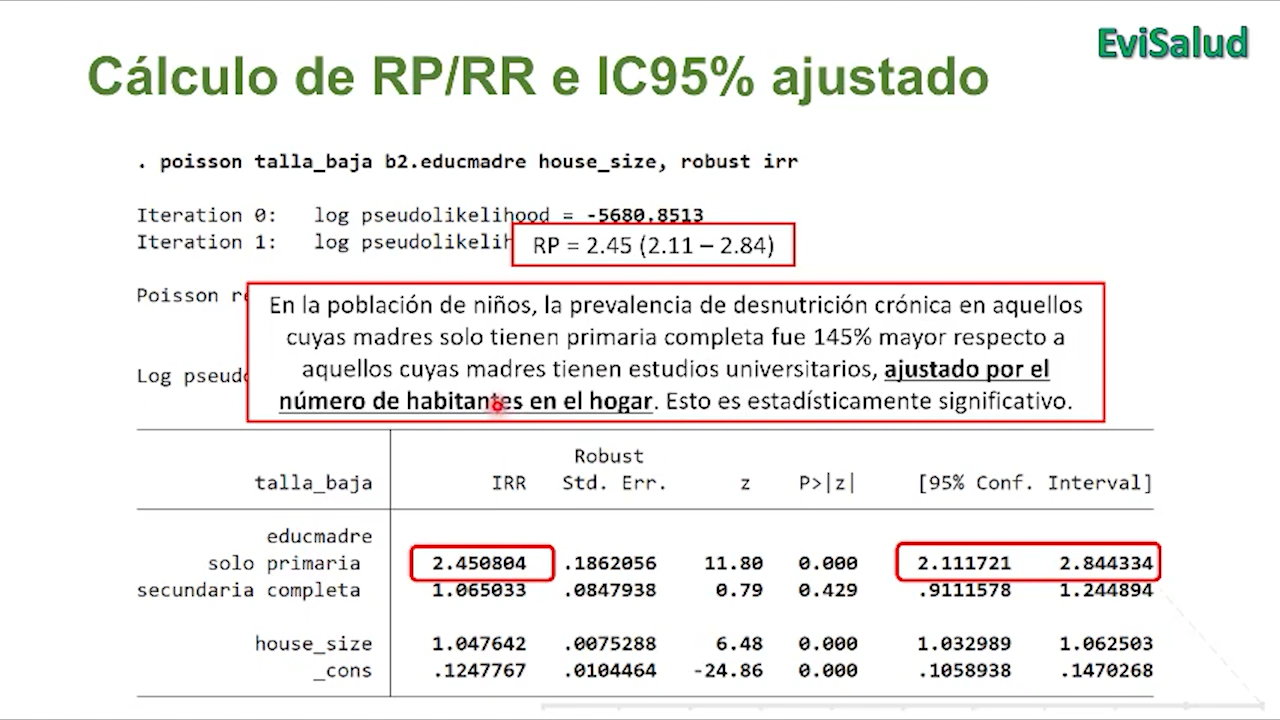 EviSalud
Cálculo de RP/RR e IC95% ajustado
. poisson talla_baja b2.educmadre house_size, robust irr
Iteration 0: log pseudolikelihood = -5680.8513
Iteration 1: log pseudolikelih
RP = 2.45 (2.11 – 2.84)
Poisson re
En la población de niños, la prevalencia de desnutrición crónica en aquellos
cuyas madres solo tienen primaria completa fue 145% mayor respecto a
aquellos cuyas madres tienen estudios universitarios, ajustado por el
número de habitantes en el hogar. Esto es estadísticamente significativo.
Log pseudo
Robust
talla_baja IRR Std. Err. z P>|z| [95% Conf. Interval]
educmadre
solo primaria 2.450804 .1862056 11.80 0.000 2.111721 2.844334
secundaria completa 1.065033 .0847938 0.79 0.429 .9111578 1.244894
house_size 1.047642 .0075288 6.48 0.000 1.032989 1.062503
_cons .1247767 .0104464 -24.86 0.000 .1058938 .1470268